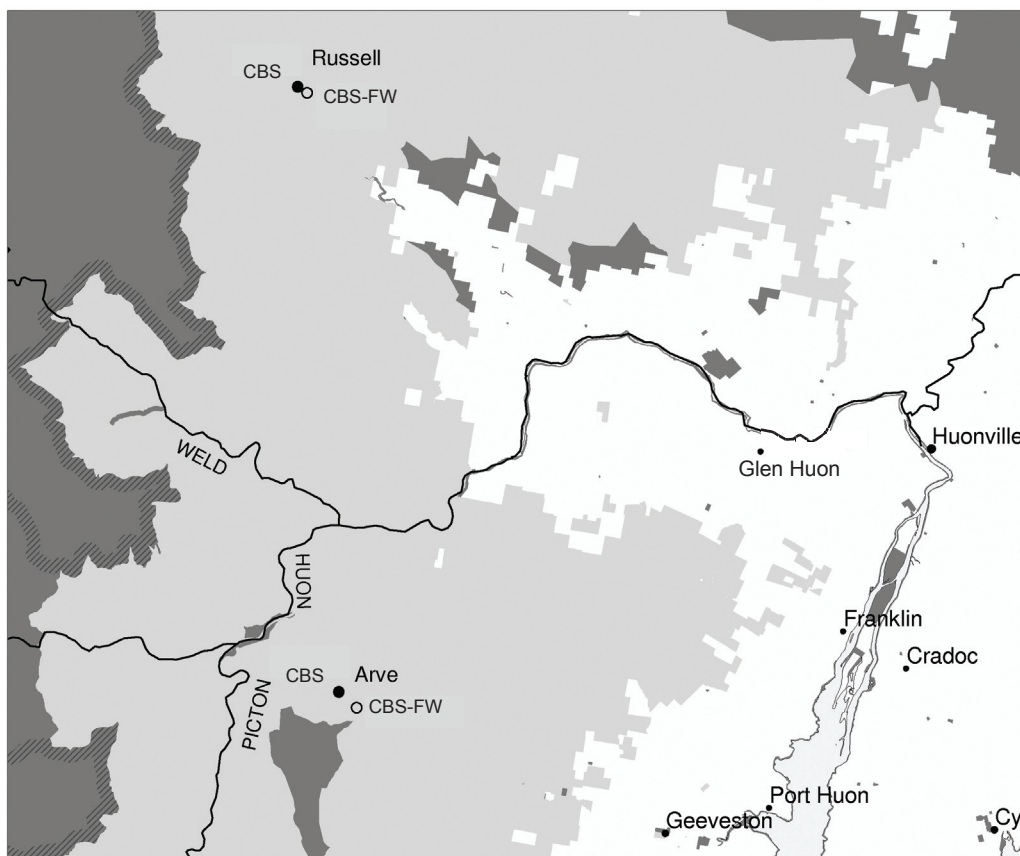 Russell
CBS
CBS-FW
WELD
Huonville
Glen Huon
HUON
Franklin
Cradoc
CBS
Arve
CBS-FW
PICTON
Port Huon
Geeveston
Cy